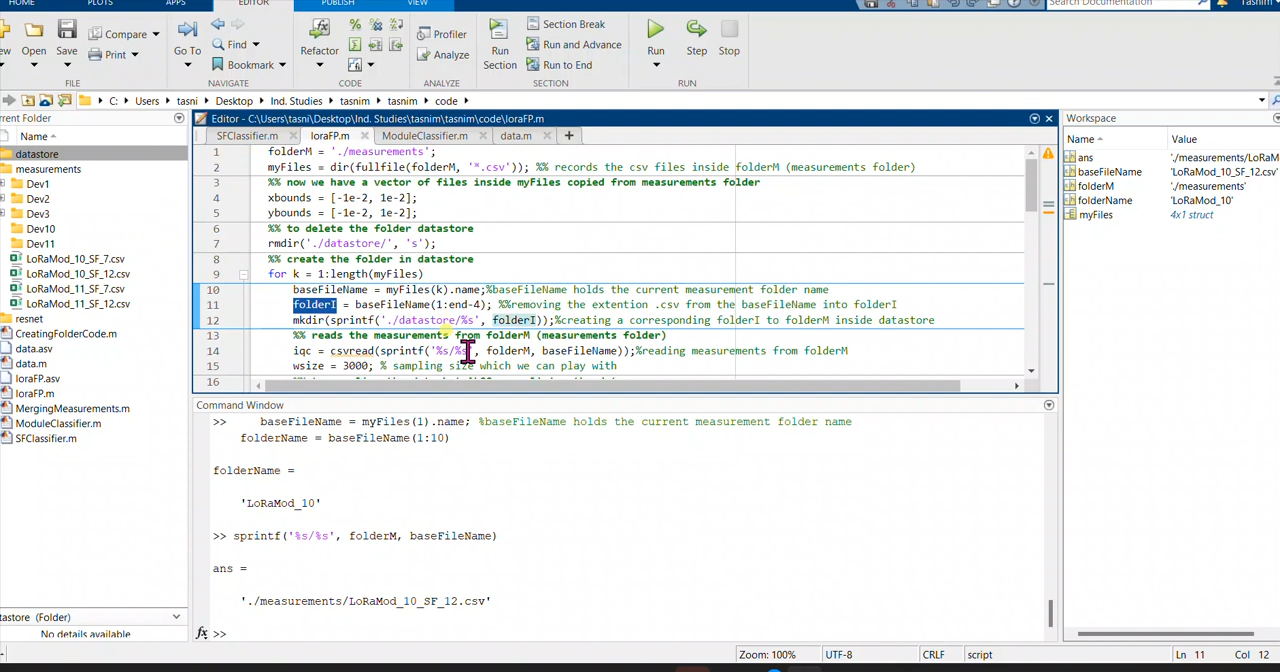 HOME PLOTS APPS EDITOR PUBLISH VIEW Search Documentation Tasnim
Open Save Compare Print Go To Find Bookmark Refactor Profiler Analyze Run Section Section Break Run and Advance Run to End Run Step Stop
FILE NAVIGATE CODE ANALYZE SECTION RUN
C: Users tasni Desktop Ind. Studies tasnim tasnim code
Name
datastore
measurements
Dev1
Dev2
Dev3
Dev10
Dev11
LoRaMod_10_SF_7.csv
LoRaMod_10_SF_12.csv
LoRaMod_11_SF_7.csv
LoRaMod_11_SF_12.csv
resnet
CreatingFolderCode.m
data.asv
data.m
loraFP.asv
loraFP.m
MergingMeasurements.m
ModuleClassifier.m
SFClassifier.m
(Folder)
No details available
Editor - C:\Users\tasni\Desktop\Ind. Studies\tasnim\tasnim\code\loraFP.m
SFClassifier.m loraFP.m ModuleClassifier.m data.m
1 folderM = './measurements';
2 myFiles = dir(fullfile(folderM, '*.csv')); %% records the csv files inside folderM (measurements folder)
3 %% now we have a vector of files inside myFiles copied from measurements folder
4 xbounds = [-1e-2, 1e-2];
5 ybounds = [-1e-2, 1e-2];
6 %% to delete the folder datastore
7 rmdir('./datastore/', 's');
8 %% create the folder in datastore
9 for k = 1:length(myFiles)
10 baseFileName = myFiles(k).name;%baseFileName holds the current measurement folder name
11 folderI = baseFileName(1:end-4); %%removing the extention .csv from the baseFileName into folderI
12 mkdir(sprintf('./datastore/%s', folderI));%creating a corresponding folderI to folderM inside datastore
13 %% reads the measurements from folderM (measurements folder)
14 iqc = csvread(sprintf('%s/%s', folderM, baseFileName));%reading measurements from folderM
15 wsize = 3000; % sampling size which we can play with
16
Command Window
>> baseFileName = myFiles(1).name; %baseFileName holds the current measurement folder name
folderName = baseFileName(1:10)
folderName =
'LoRaMod_10'
>> sprintf('%s/%s', folderM, baseFileName)
ans =
'./measurements/LoRaMod_10_SF_12.csv'
fx >>
Workspace
Name Value
ans './measurements/LoRaM
baseFileName 'LoRaMod_10_SF_12.csv'
folderM './measurements'
folderName 'LoRaMod_10'
myFiles 4x1 struct
Zoom: 100% UTF-8 CRLF script Ln 11 Col 12